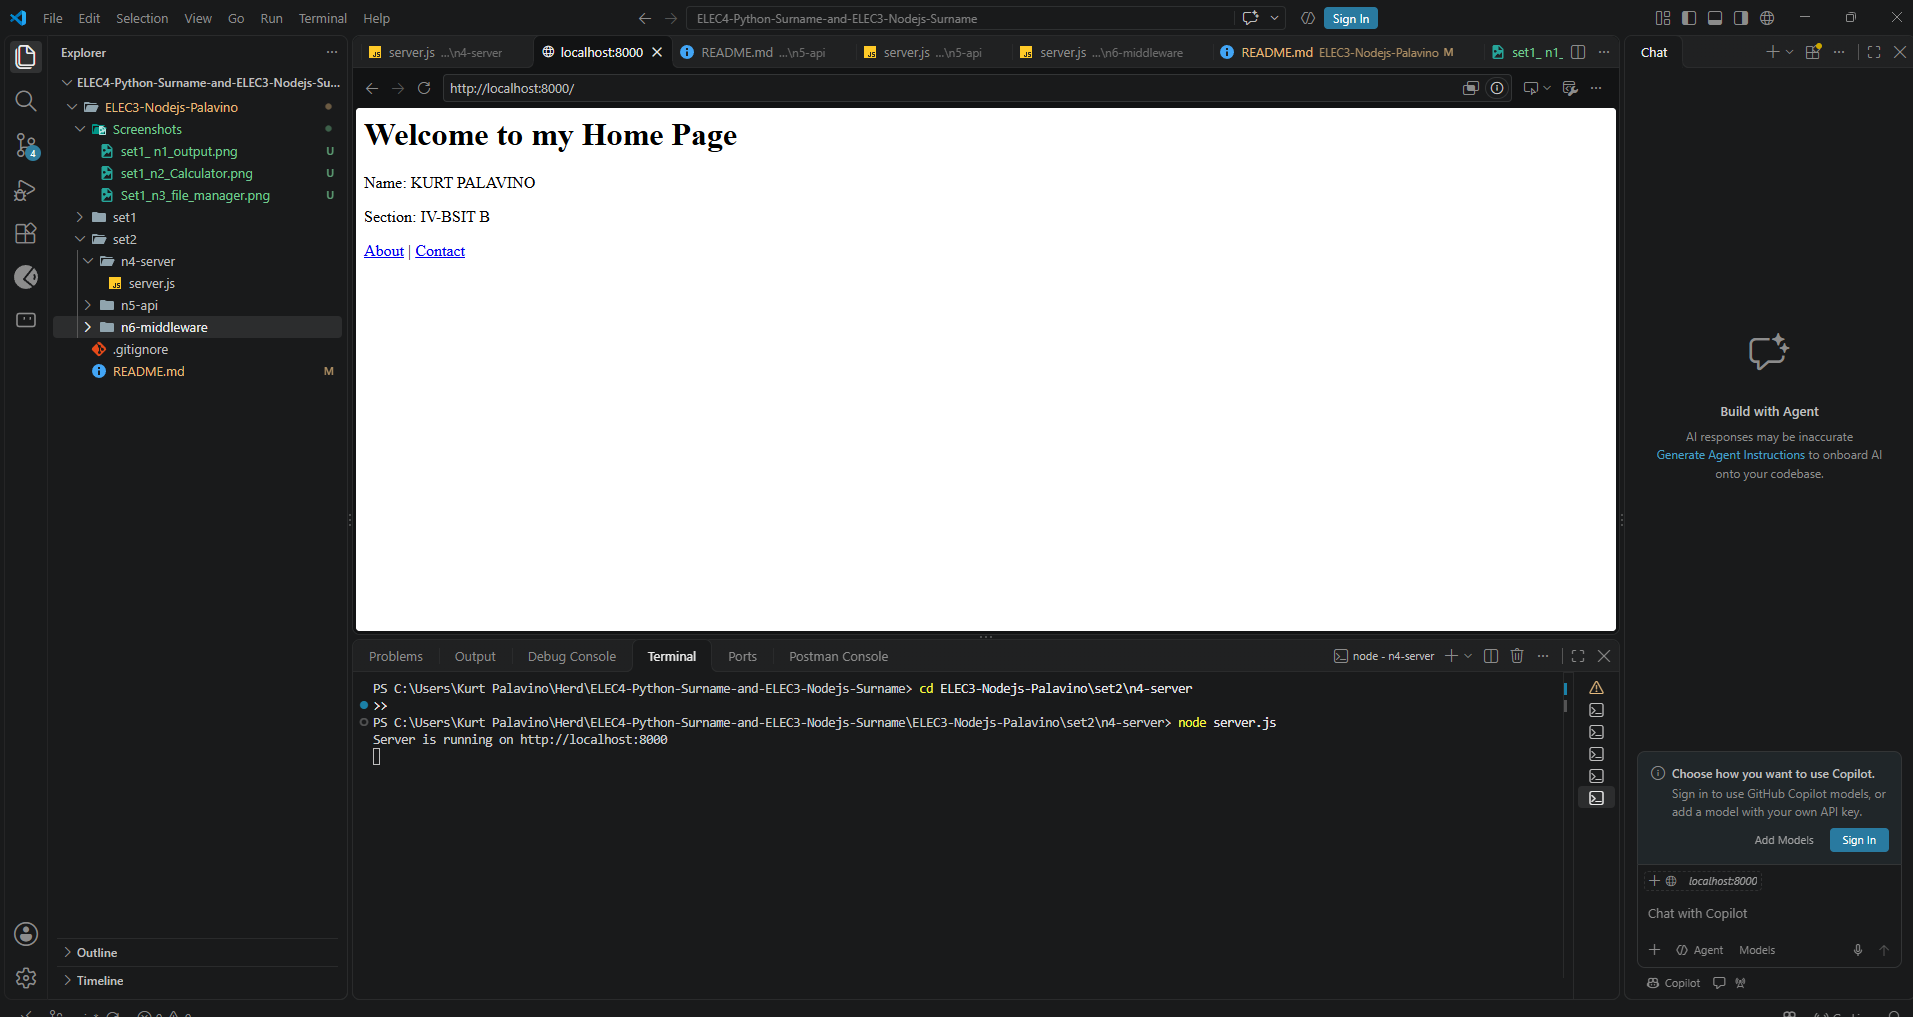 File Edit Selection View Go Run Terminal Help
ELEC4-Python-Surname-and-ELEC3-Nodejs-Surname
Sign In
Explorer
ELEC4-Python-Surname-and-ELEC3-Nodejs-Su...
ELEC3-Nodejs-Palavino
Screenshots
set1_ n1_output.png U
set1_n2_Calculator.png U
Set1_n3_file_manager.png U
set1
set2
n4-server
JS server.js
n5-api
n6-middleware
.gitignore
README.md M
4
Outline
Timeline
JS server.js ...\n4-server
localhost:8000
README.md ...\n5-api
JS server.js ...\n5-api
JS server.js ...\n6-middleware
README.md ELEC3-Nodejs-Palavino M
set1_ n1_
http://localhost:8000/
Welcome to my Home Page
Name: KURT PALAVINO
Section: IV-BSIT B
About | Contact
Problems Output Debug Console Terminal Ports Postman Console
node - n4-server
PS C:\Users\Kurt Palavino\Herd\ELEC4-Python-Surname-and-ELEC3-Nodejs-Surname> cd ELEC3-Nodejs-Palavino\set2\n4-server
>>
PS C:\Users\Kurt Palavino\Herd\ELEC4-Python-Surname-and-ELEC3-Nodejs-Surname\ELEC3-Nodejs-Palavino\set2\n4-server> node server.js
Server is running on http://localhost:8000
Chat
Build with Agent
AI responses may be inaccurate
Generate Agent Instructions to onboard AI
onto your codebase.
Choose how you want to use Copilot.
Sign in to use GitHub Copilot models, or
add a model with your own API key.
Add Models Sign In
localhost:8000
Chat with Copilot
Agent Models
Copilot